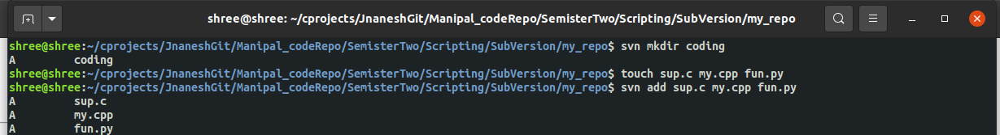 shree@shree: ~/cprojects/JnaneshGit/Manipal_codeRepo/SemisterTwo/Scripting/SubVersion/my_repo
shree@shree:~/cprojects/JnaneshGit/Manipal_codeRepo/SemisterTwo/Scripting/SubVersion/my_repo$ svn mkdir coding
A         coding
shree@shree:~/cprojects/JnaneshGit/Manipal_codeRepo/SemisterTwo/Scripting/SubVersion/my_repo$ touch sup.c my.cpp fun.py
shree@shree:~/cprojects/JnaneshGit/Manipal_codeRepo/SemisterTwo/Scripting/SubVersion/my_repo$ svn add sup.c my.cpp fun.py
A         sup.c
A         my.cpp
A         fun.py